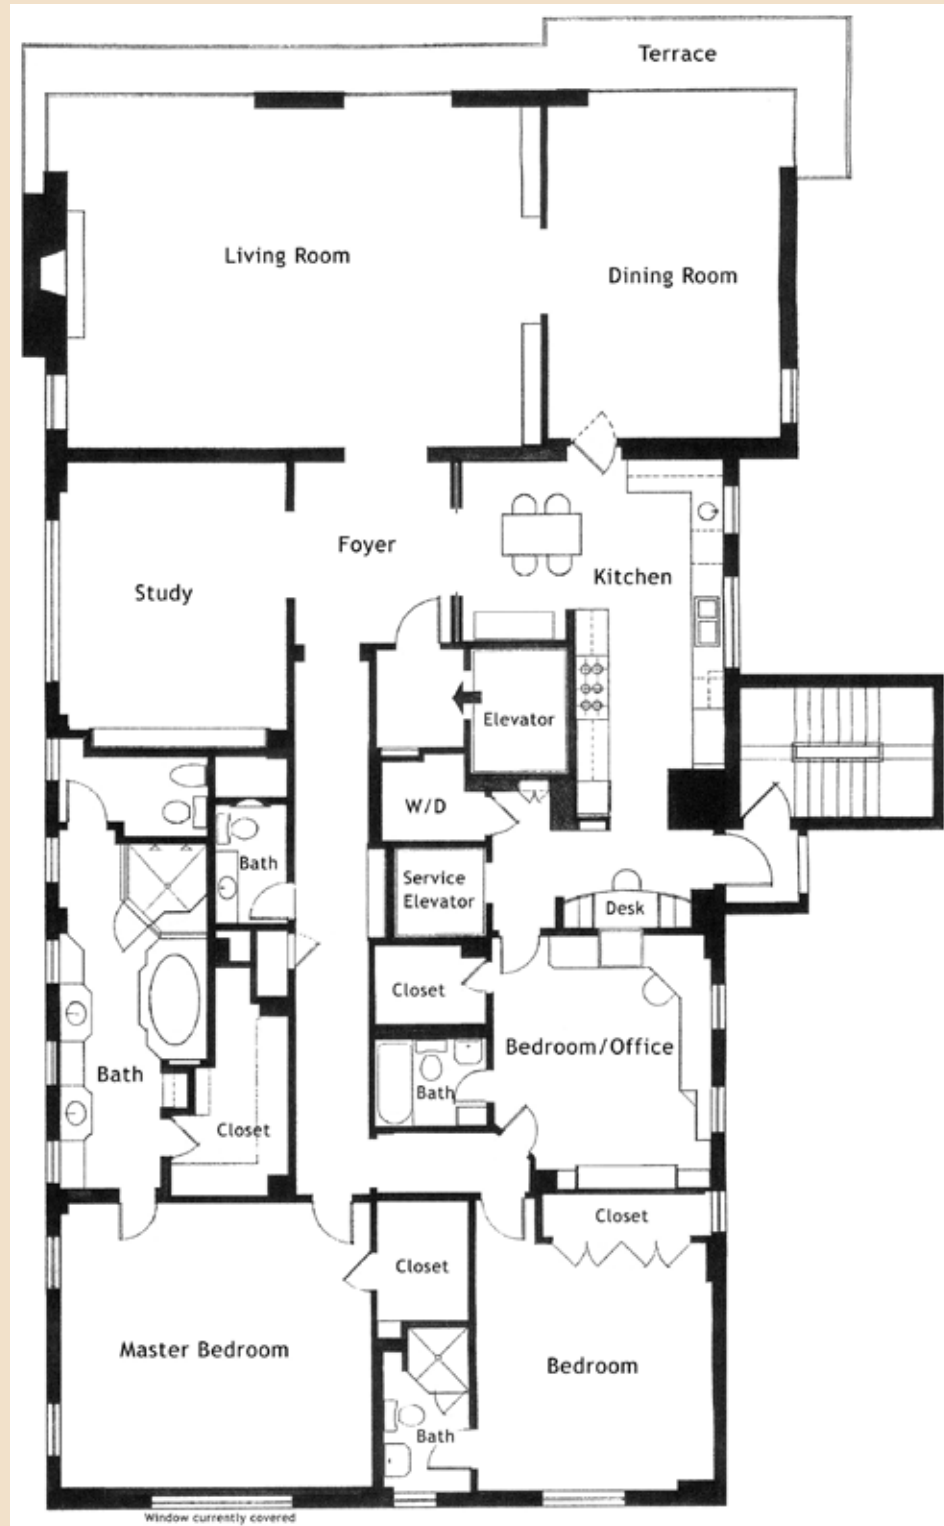 Terrace
Living Room
Dining Room
Foyer
Kitchen
Study
Elevator
W/D
Bath
Service
Elevator
Desk
Closet
Bedroom/Office
Bath
Bath
Closet
Closet
Closet
Master Bedroom
Bedroom
Bath
Window currently covered